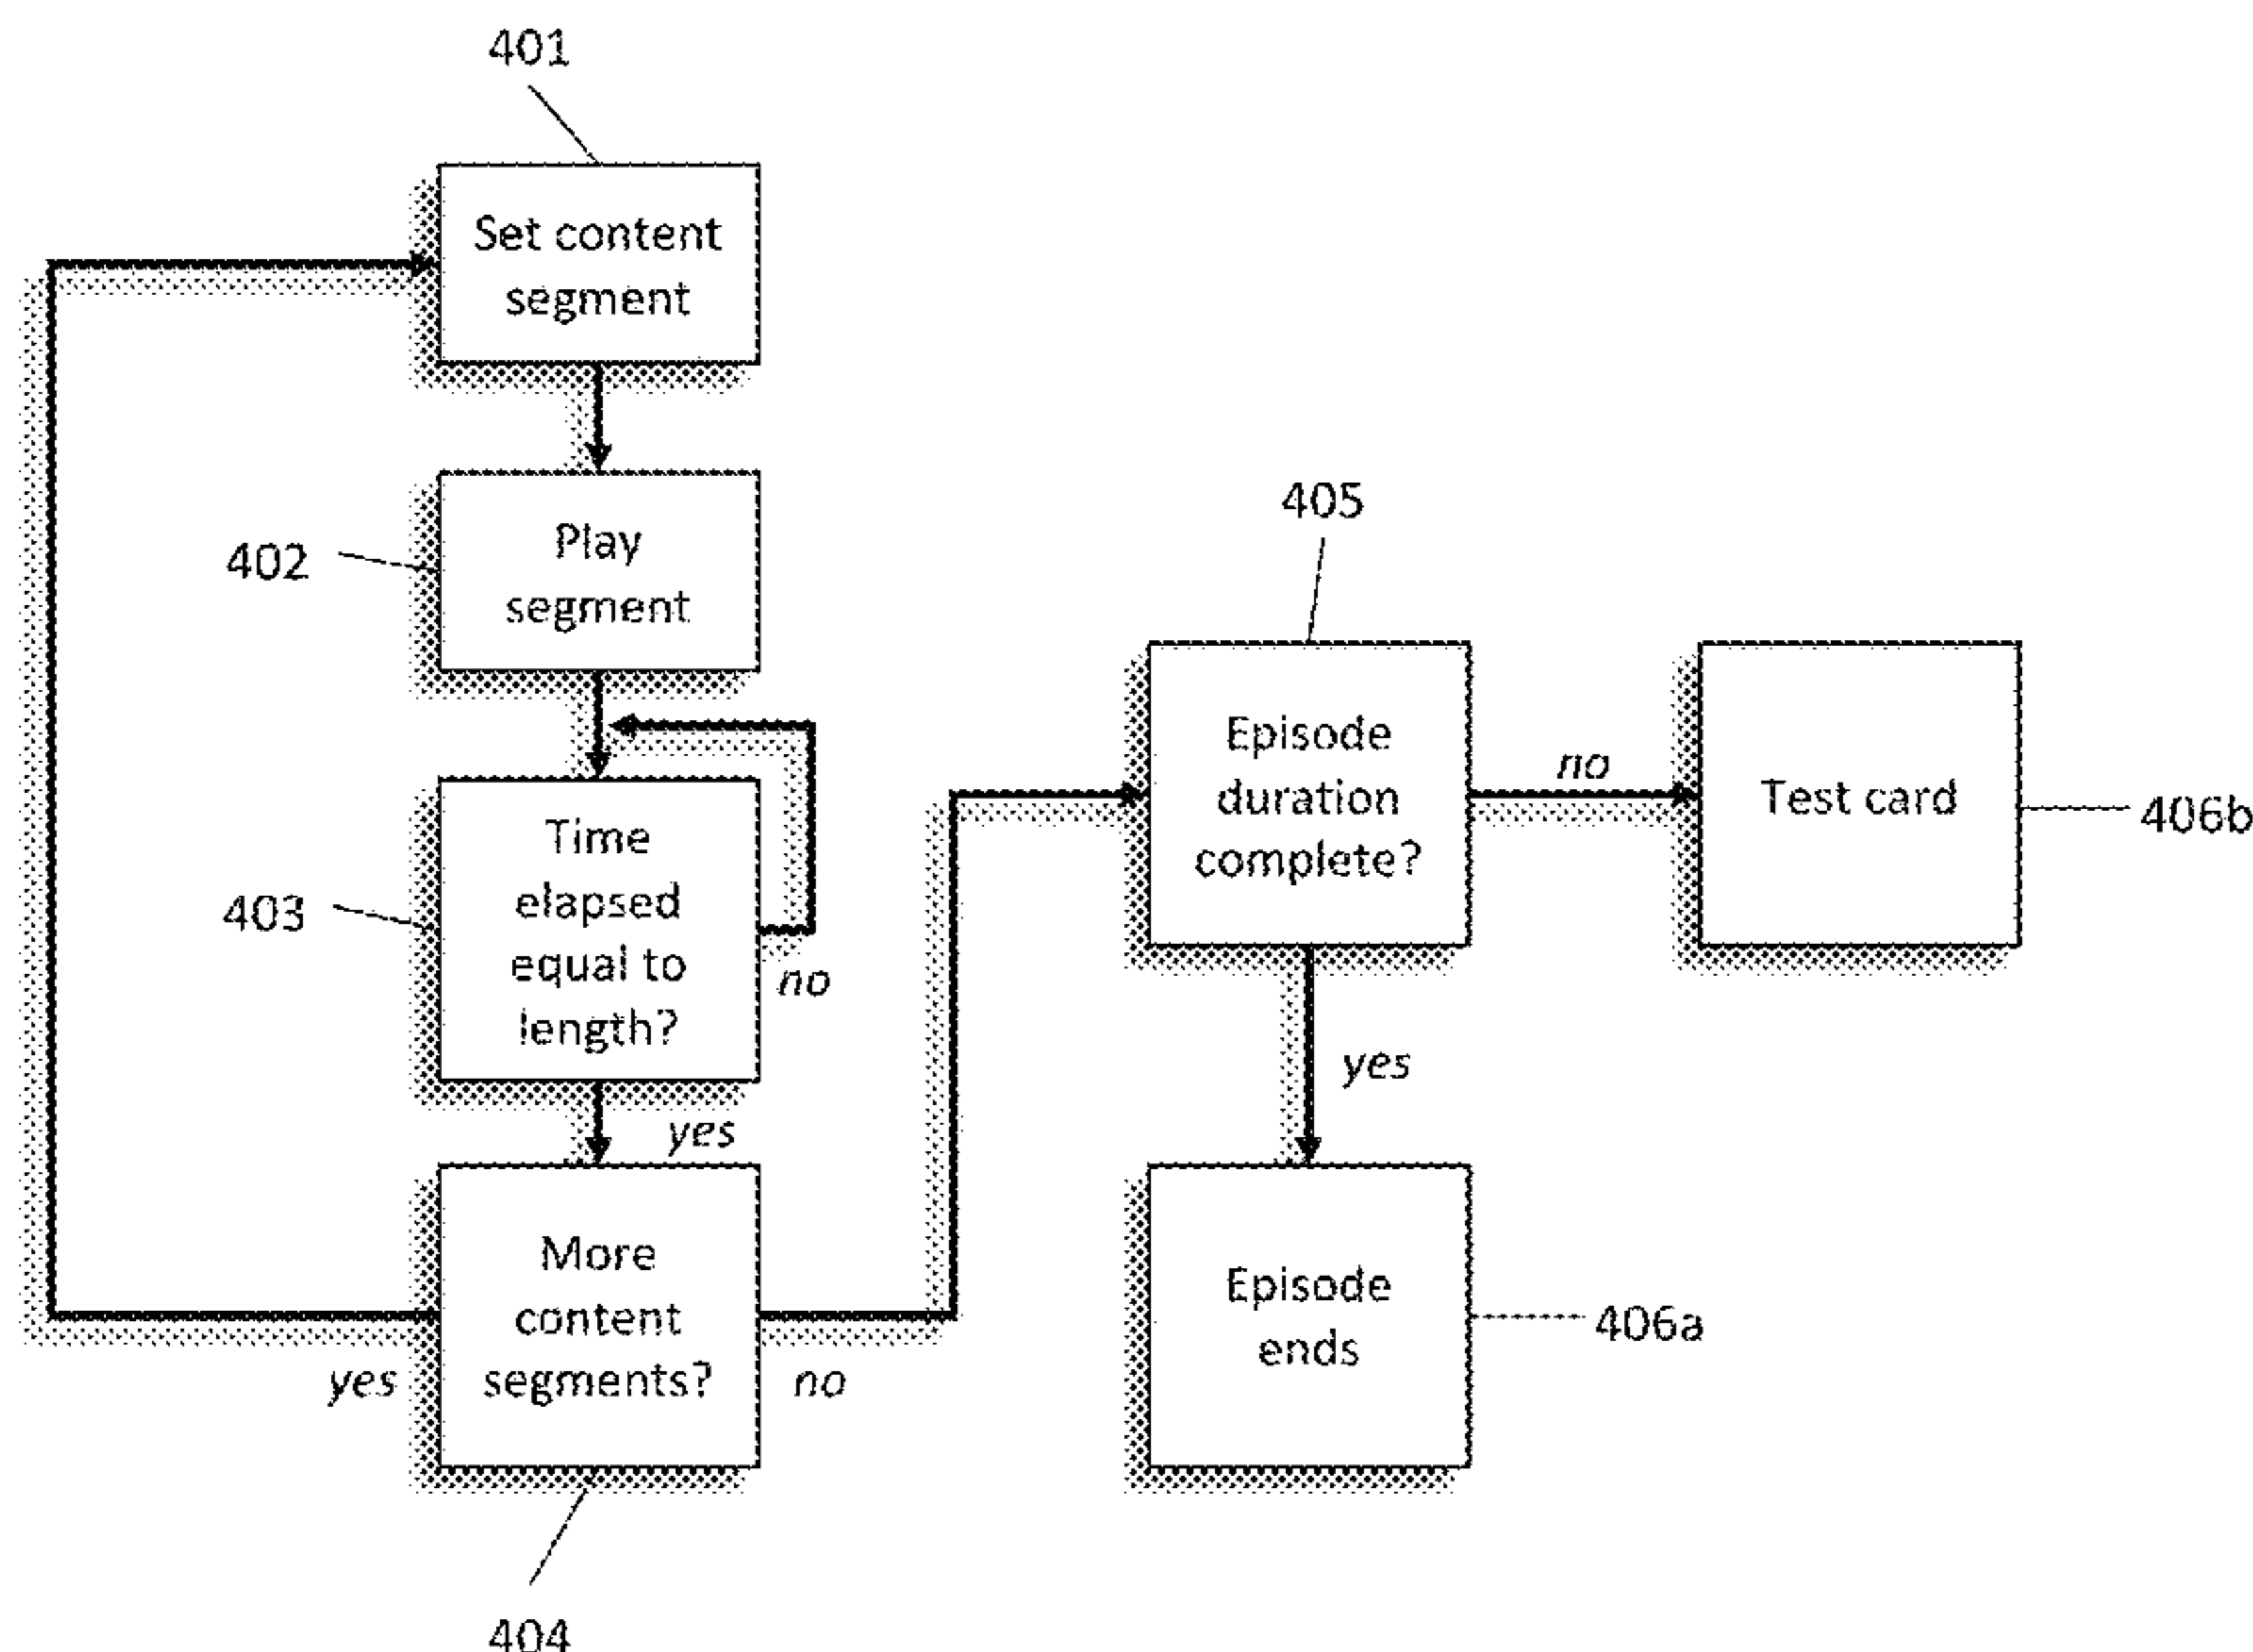 401
Set content
segment
402
Play
segment
403
Time
elapsed
equal to
length?
no
yes
More
content
segments?
yes
no
404
405
Episode
duration
complete?
no
Test card
406b
yes
Episode
ends
406a